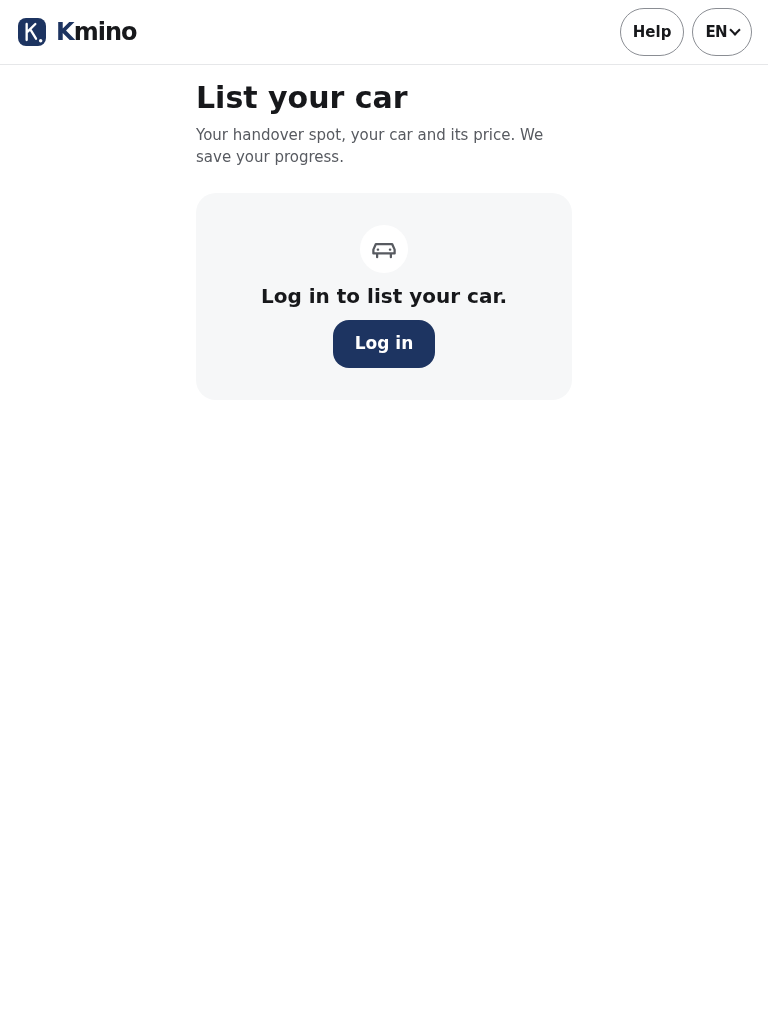 K. Kmino
Help
EN
List your car
Your handover spot, your car and its price. We
save your progress.
Log in to list your car.
Log in